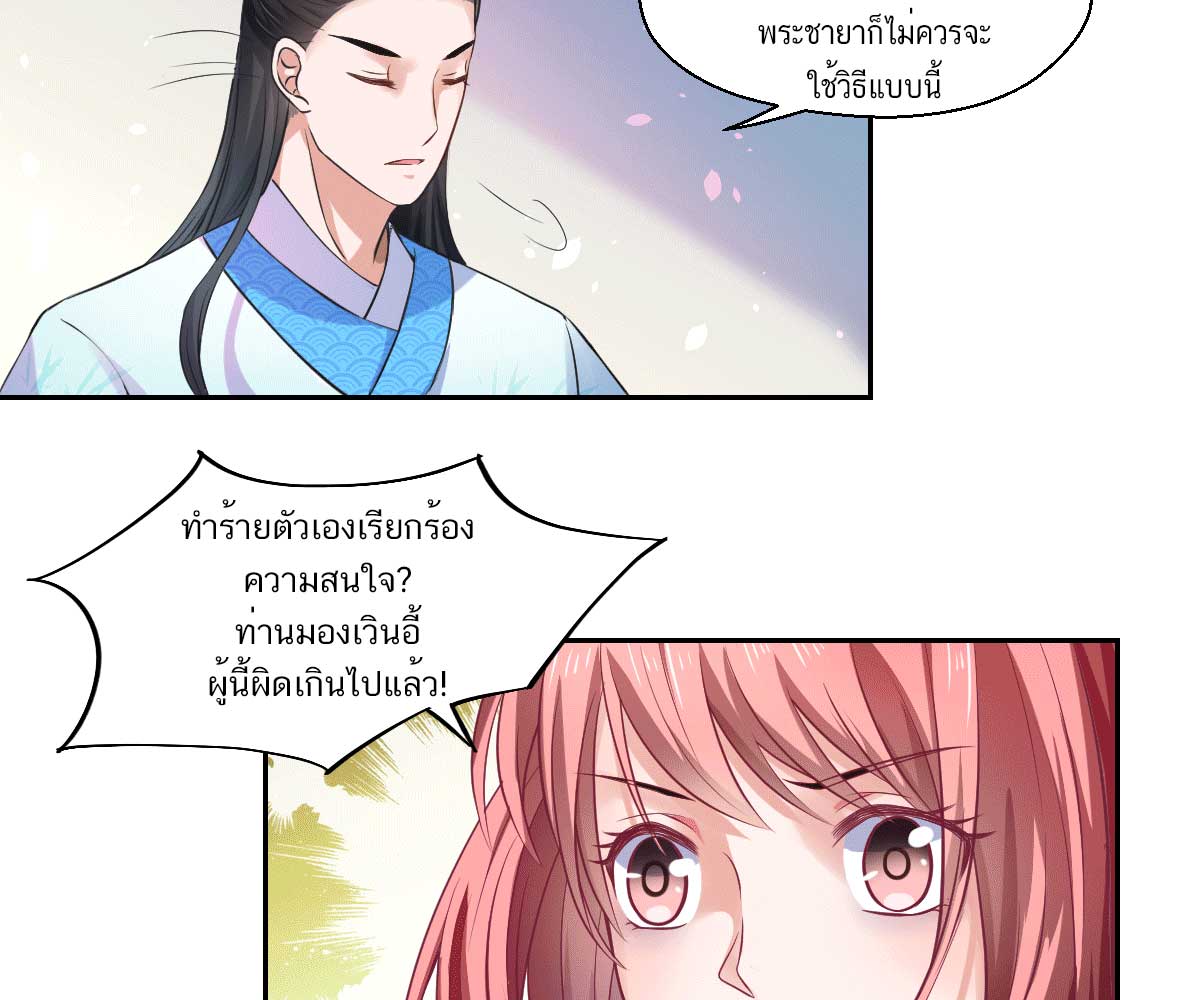 พระชายาก็ไม่ควรจะ
ใช้วิธีแบบนี้
ทำร้ายตัวเองเรียกร้อง
ความสนใจ?
ท่านมองเวินอี้
ผู้นี้ผิดเกินไปแล้ว!